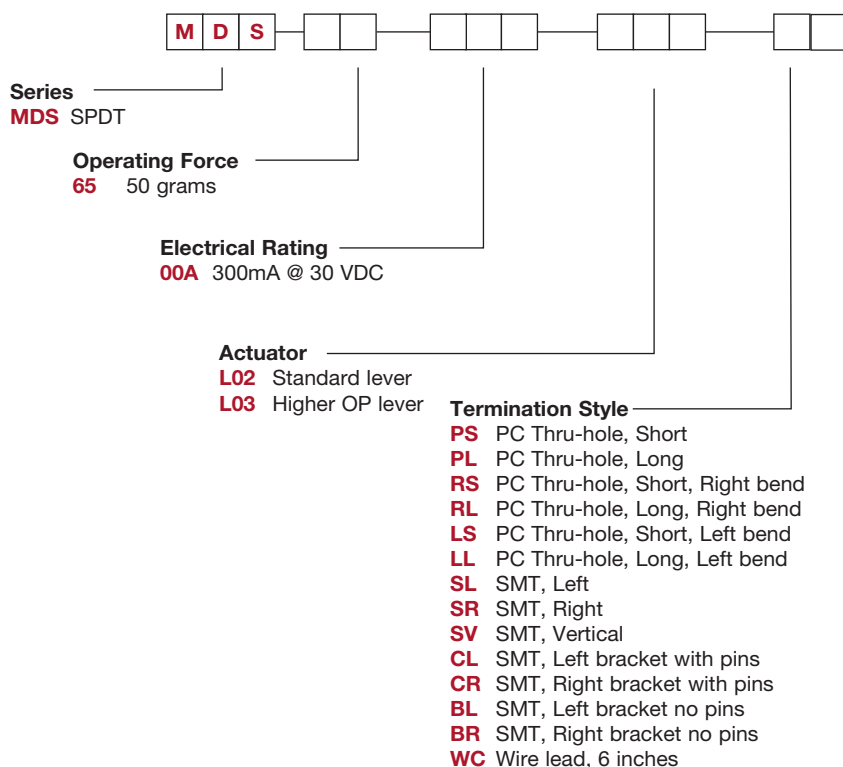 M D S
Series
MDS SPDT
Operating Force
65 50 grams
Electrical Rating
00A 300mA @ 30 VDC
Actuator
L02 Standard lever
L03 Higher OP lever
Termination Style
PS PC Thru-hole, Short
PL PC Thru-hole, Long
RS PC Thru-hole, Short, Right bend
RL PC Thru-hole, Long, Right bend
LS PC Thru-hole, Short, Left bend
LL PC Thru-hole, Long, Left bend
SL SMT, Left
SR SMT, Right
SV SMT, Vertical
CL SMT, Left bracket with pins
CR SMT, Right bracket with pins
BL SMT, Left bracket no pins
BR SMT, Right bracket no pins
WC Wire lead, 6 inches